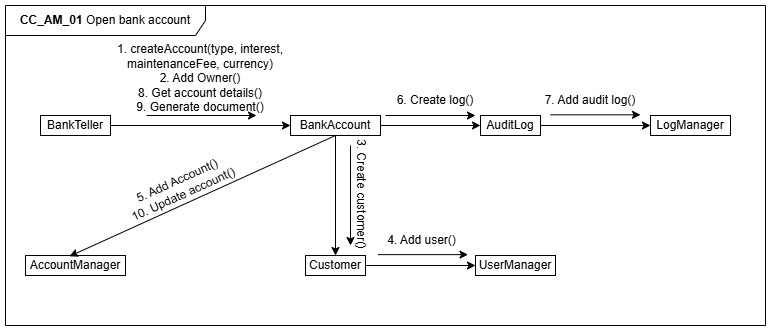 CC_AM_01 Open bank account
1. createAccount(type, interest,
maintenanceFee, currency)
2. Add Owner()
8. Get account details()
9. Generate document()
6. Create log()
7. Add audit log()
BankTeller
BankAccount
AuditLog
LogManager
3. Create customer()
5. Add Account()
10. Update account()
4. Add user()
AccountManager
Customer
UserManager